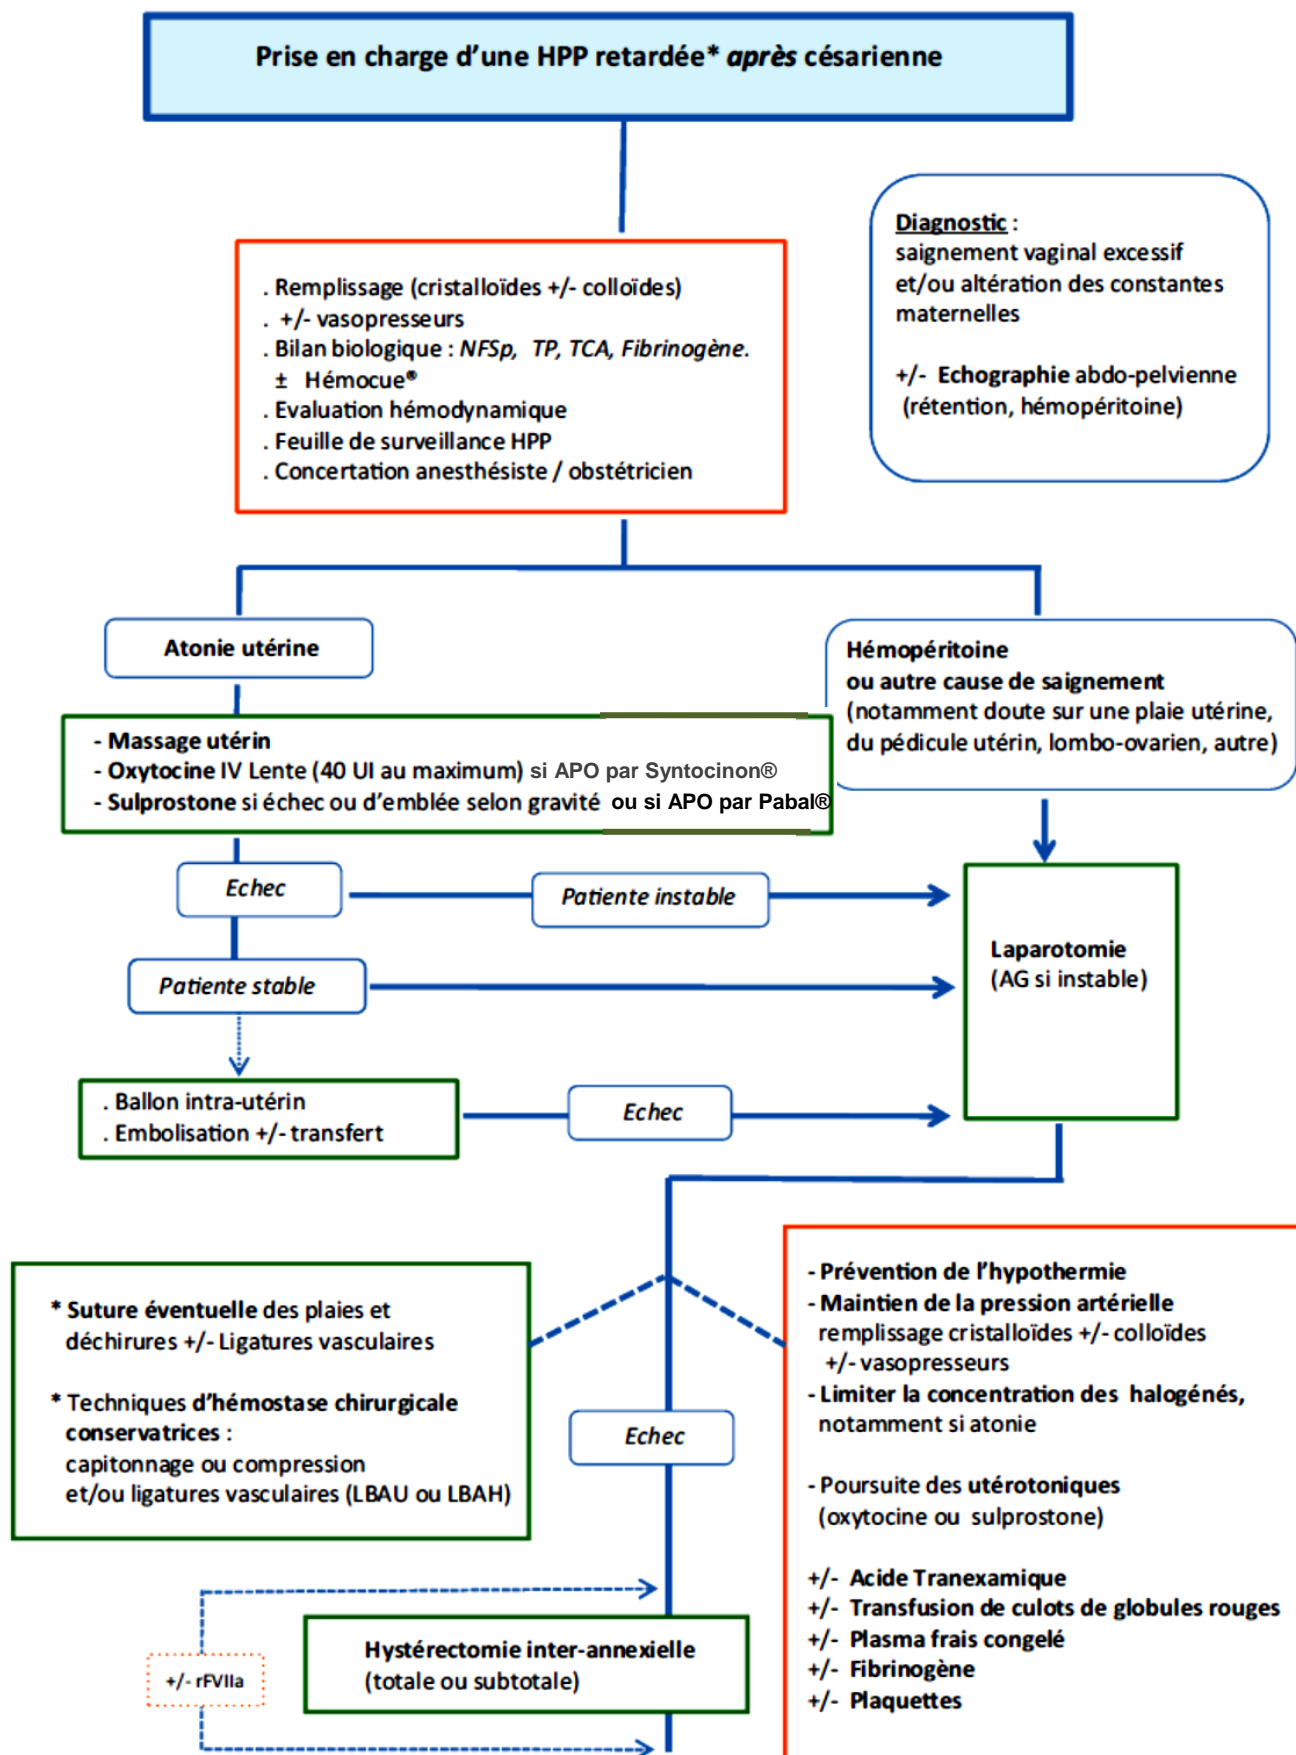 Prise en charge d'une HPP retardée* après césarienne
Diagnostic :
saignement vaginal excessif
et/ou altération des constantes
maternelles
+/- Echographie abdo-pelvienne
(rétention, hémopéritoine)
. Remplissage (cristalloïdes +/- colloïdes)
. +/- vasopresseurs
. Bilan biologique : NFSp, TP, TCA, Fibrinogène.
± Hémocue®
. Evaluation hémodynamique
. Feuille de surveillance HPP
. Concertation anesthésiste / obstétricien
Atonie utérine
Hémopéritoine
ou autre cause de saignement
(notamment doute sur une plaie utérine,
du pédicule utérin, lombo-ovarien, autre)
- Massage utérin
- Oxytocine IV Lente (40 UI au maximum) si APO par Syntocinon®
- Sulprostone si échec ou d'emblée selon gravité ou si APO par Pabal®
Echec
Patiente instable
Laparotomie
(AG si instable)
Patiente stable
. Ballon intra-utérin
. Embolisation +/- transfert
Echec
* Suture éventuelle des plaies et
déchirures +/- Ligatures vasculaires
* Techniques d'hémostase chirurgicale
conservatrices :
capitonnage ou compression
et/ou ligatures vasculaires (LBAU ou LBAH)
Echec
- Prévention de l'hypothermie
- Maintien de la pression artérielle
remplissage cristalloïdes +/- colloïdes
+/- vasopresseurs
- Limiter la concentration des halogénés,
notamment si atonie
- Poursuite des utérotoniques
(oxytocine ou sulprostone)
+/- Acide Tranexamique
+/- Transfusion de culots de globules rouges
+/- Plasma frais congelé
+/- Fibrinogène
+/- Plaquettes
+/- rFVIIa
Hystérectomie inter-annexielle
(totale ou subtotale)